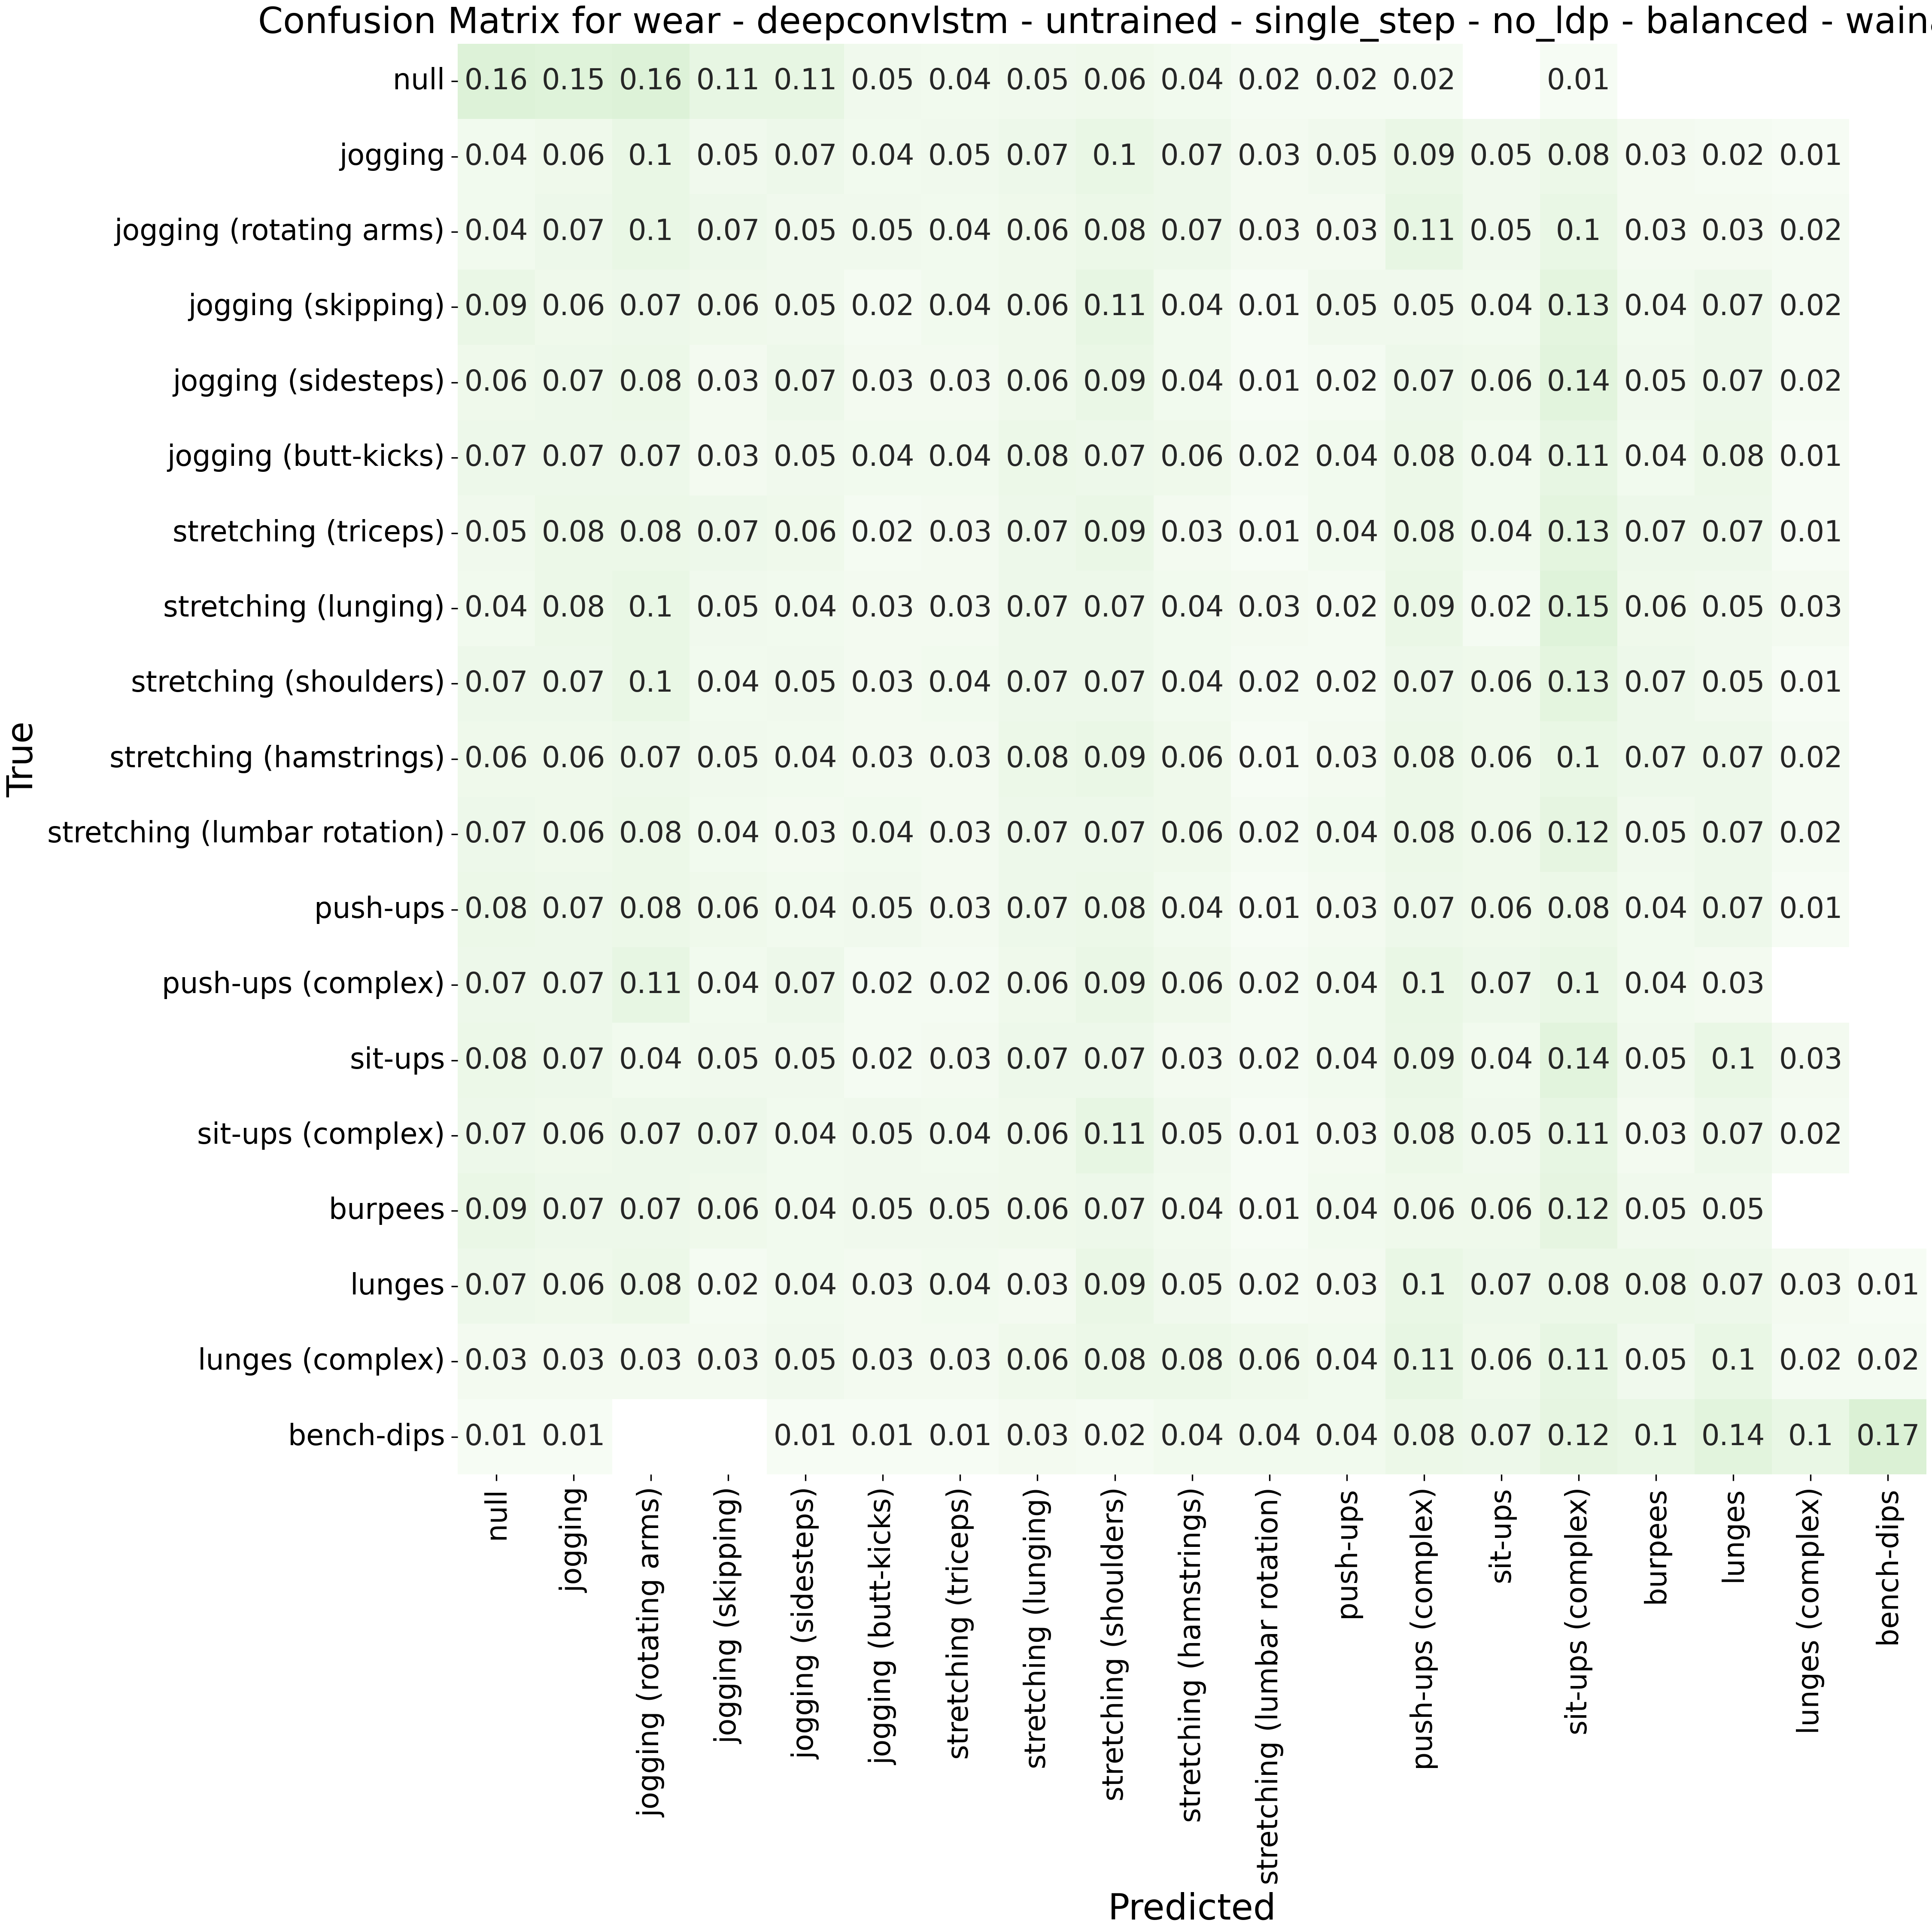 Confusion Matrix for wear - deepconvlstm - untrained - single_step - no_ldp - balanced - waina
null 0.16 0.15 0.16 0.11 0.11 0.05 0.04 0.05 0.06 0.04 0.02 0.02 0.02 0.01
jogging 0.04 0.06 0.1 0.05 0.07 0.04 0.05 0.07 0.1 0.07 0.03 0.05 0.09 0.05 0.08 0.03 0.02 0.01
jogging (rotating arms) 0.04 0.07 0.1 0.07 0.05 0.05 0.04 0.06 0.08 0.07 0.03 0.03 0.11 0.05 0.1 0.03 0.03 0.02
jogging (skipping) 0.09 0.06 0.07 0.06 0.05 0.02 0.04 0.06 0.11 0.04 0.01 0.05 0.05 0.04 0.13 0.04 0.07 0.02
jogging (sidesteps) 0.06 0.07 0.08 0.03 0.07 0.03 0.03 0.06 0.09 0.04 0.01 0.02 0.07 0.06 0.14 0.05 0.07 0.02
jogging (butt-kicks) 0.07 0.07 0.07 0.03 0.05 0.04 0.04 0.08 0.07 0.06 0.02 0.04 0.08 0.04 0.11 0.04 0.08 0.01
stretching (triceps) 0.05 0.08 0.08 0.07 0.06 0.02 0.03 0.07 0.09 0.03 0.01 0.04 0.08 0.04 0.13 0.07 0.07 0.01
stretching (lunging) 0.04 0.08 0.1 0.05 0.04 0.03 0.03 0.07 0.07 0.04 0.03 0.02 0.09 0.02 0.15 0.06 0.05 0.03
stretching (shoulders) 0.07 0.07 0.1 0.04 0.05 0.03 0.04 0.07 0.07 0.04 0.02 0.02 0.07 0.06 0.13 0.07 0.05 0.01
stretching (hamstrings) 0.06 0.06 0.07 0.05 0.04 0.03 0.03 0.08 0.09 0.06 0.01 0.03 0.08 0.06 0.1 0.07 0.07 0.02
stretching (lumbar rotation) 0.07 0.06 0.08 0.04 0.03 0.04 0.03 0.07 0.07 0.06 0.02 0.04 0.08 0.06 0.12 0.05 0.07 0.02
push-ups 0.08 0.07 0.08 0.06 0.04 0.05 0.03 0.07 0.08 0.04 0.01 0.03 0.07 0.06 0.08 0.04 0.07 0.01
push-ups (complex) 0.07 0.07 0.11 0.04 0.07 0.02 0.02 0.06 0.09 0.06 0.02 0.04 0.1 0.07 0.1 0.04 0.03
sit-ups 0.08 0.07 0.04 0.05 0.05 0.02 0.03 0.07 0.07 0.03 0.02 0.04 0.09 0.04 0.14 0.05 0.1 0.03
sit-ups (complex) 0.07 0.06 0.07 0.07 0.04 0.05 0.04 0.06 0.11 0.05 0.01 0.03 0.08 0.05 0.11 0.03 0.07 0.02
burpees 0.09 0.07 0.07 0.06 0.04 0.05 0.05 0.06 0.07 0.04 0.01 0.04 0.06 0.06 0.12 0.05 0.05
lunges 0.07 0.06 0.08 0.02 0.04 0.03 0.04 0.03 0.09 0.05 0.02 0.03 0.1 0.07 0.08 0.08 0.07 0.03 0.01
lunges (complex) 0.03 0.03 0.03 0.03 0.05 0.03 0.03 0.06 0.08 0.08 0.06 0.04 0.11 0.06 0.11 0.05 0.1 0.02 0.02
bench-dips 0.01 0.01 0.01 0.01 0.01 0.03 0.02 0.04 0.04 0.04 0.08 0.07 0.12 0.1 0.14 0.1 0.17
True
null
jogging
jogging (rotating arms)
jogging (skipping)
jogging (sidesteps)
jogging (butt-kicks)
stretching (triceps)
stretching (lunging)
stretching (shoulders)
stretching (hamstrings)
stretching (lumbar rotation)
push-ups
push-ups (complex)
sit-ups
sit-ups (complex)
burpees
lunges
lunges (complex)
bench-dips
Predicted